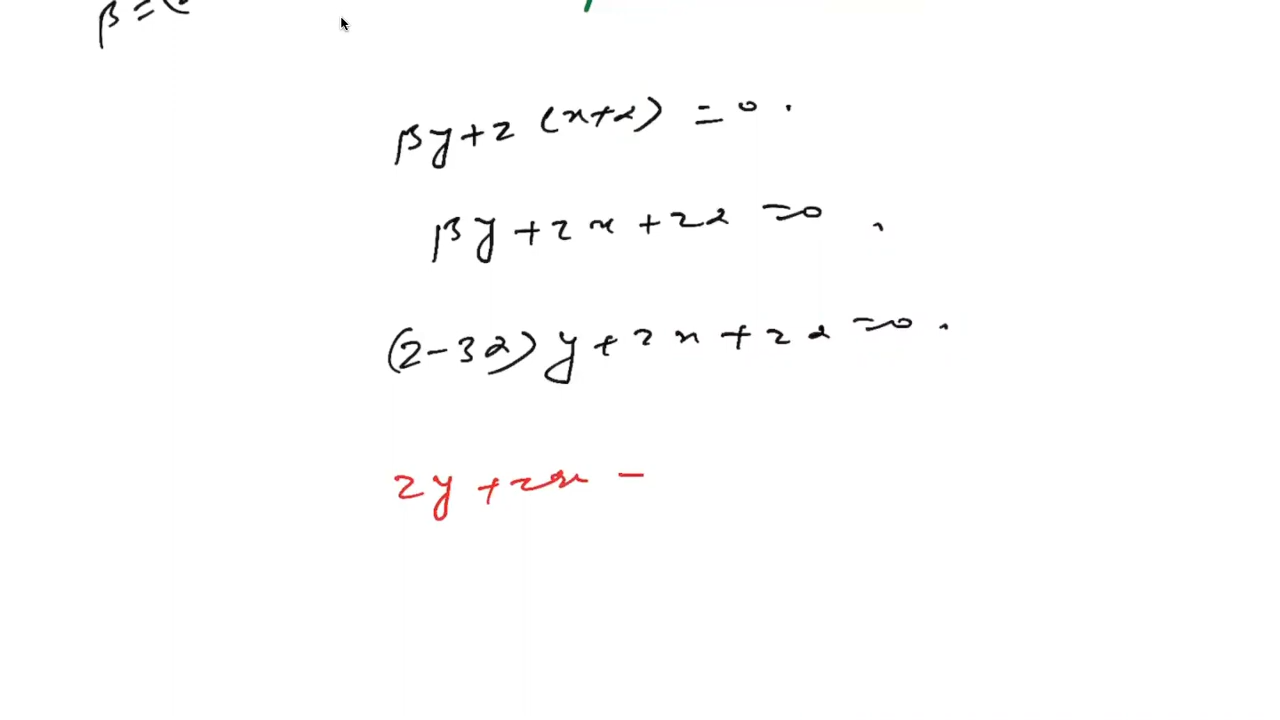 β = (
βy + 2 (x+α) = 0 .
βy + 2x + 2α = 0 .
(2 - 3α) y + 2x + 2α = 0 .
2y + 2x -